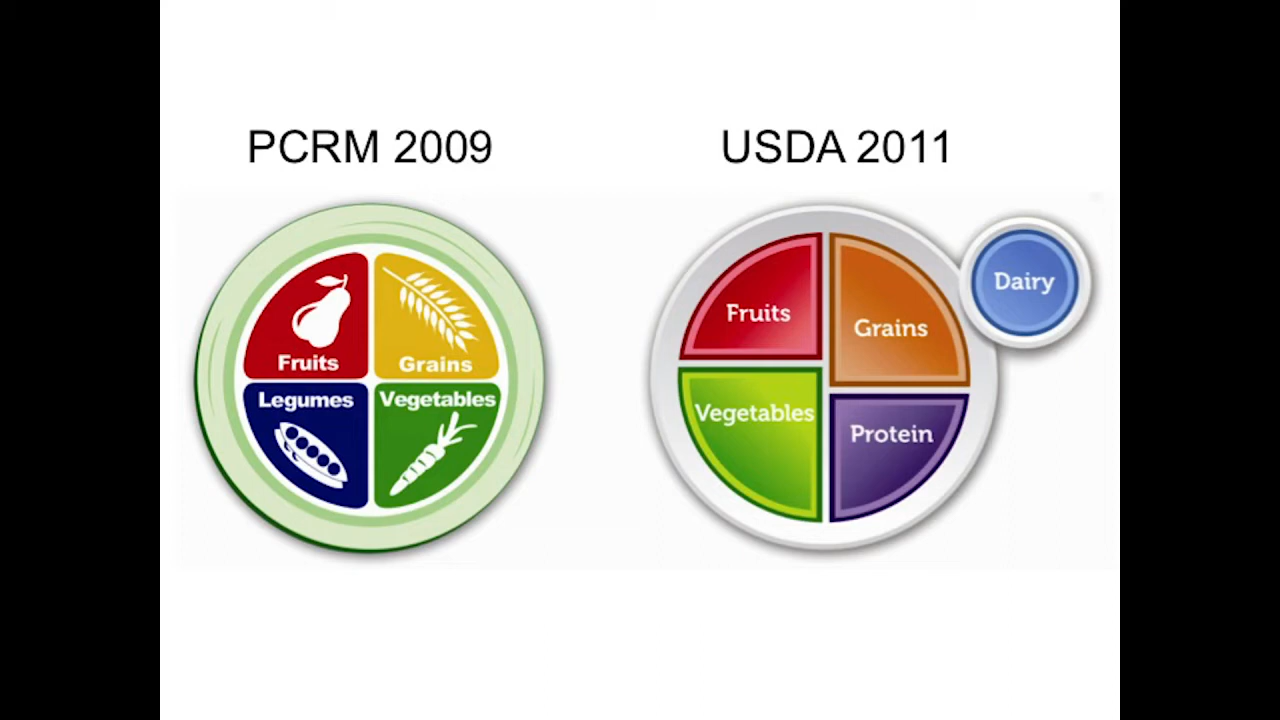 PCRM 2009
Fruits
Grains
Legumes
Vegetables
USDA 2011
Fruits
Grains
Dairy
Vegetables
Protein